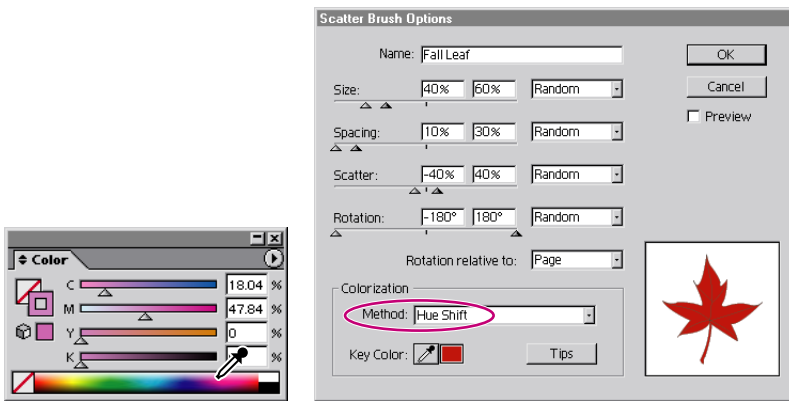 Scatter Brush Options
Name: Fall Leaf
OK
Size: 40% 60% Random
Cancel
Preview
Spacing: 10% 30% Random
Scatter: -40% 40% Random
Rotation: -180° 180° Random
Rotation relative to: Page
Colorization
Method: Hue Shift
Key Color:
Tips
Color
C 18.04 %
M 47.84 %
Y 0 %
K %